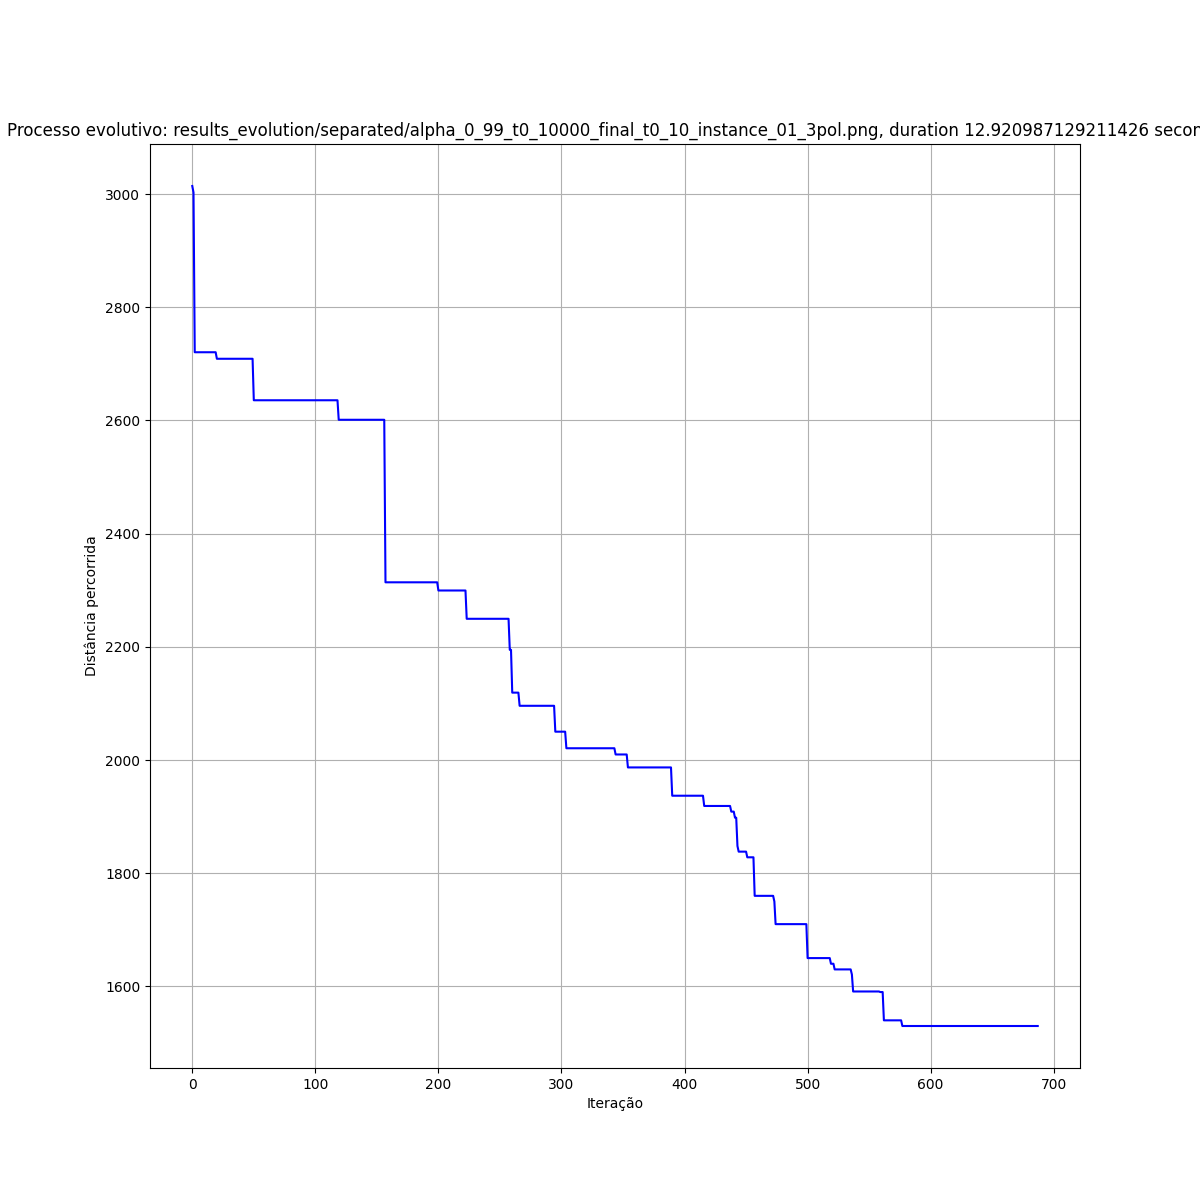 Processo evolutivo: results_evolution/separated/alpha_0_99_t0_10000_final_t0_10_instance_01_3pol.png, duration 12.920987129211426 secon
3000
2800
2600
2400
2200
2000
1800
1600
Distância percorrida
0 100 200 300 400 500 600 700
Iteração